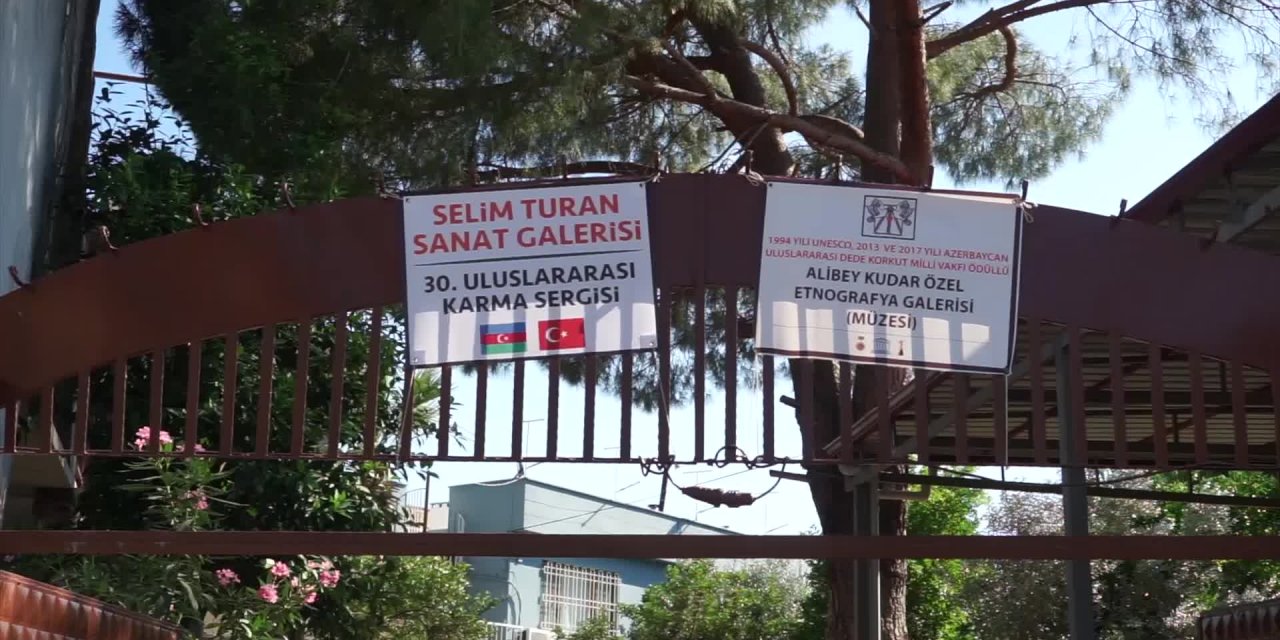 SELİM TURAN
SANAT GALERİSİ
30. ULUSLARARASI
KARMA SERGİSİ
1994 YILI UNESCO, 2013 VE 2017 YILI AZERBAYCAN
ULUSLARARASI DEDE KORKUT MİLLİ VAKFI ÖDÜLLÜ
ALİBEY KUDAR ÖZEL
ETNOGRAFYA GALERİSİ
(MÜZESİ)